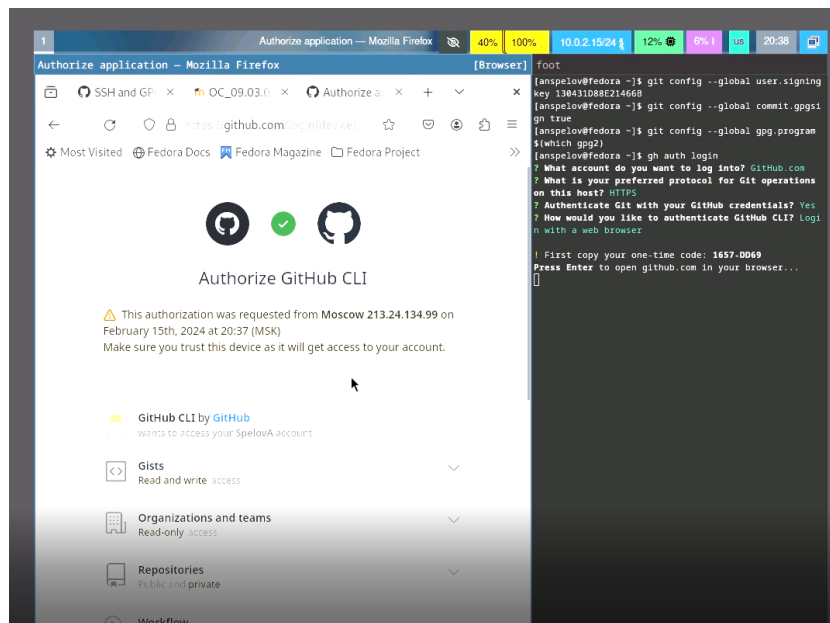 1
Authorize application — Mozilla Firefox
40%
100%
10.0.2.15/24
12%
6%
us
20:38
Authorize application — Mozilla Firefox [Browser]
SSH and GP
OC_09.03.0
Authorize a
https://github.com/login/device/
Most Visited
Fedora Docs
Fedora Magazine
Fedora Project
Authorize GitHub CLI
This authorization was requested from Moscow 213.24.134.99 on
February 15th, 2024 at 20:37 (MSK)
Make sure you trust this device as it will get access to your account.
GitHub CLI by GitHub
wants to access your SpelovA account
Gists
Read and write access
Organizations and teams
Read-only access
Repositories
Public and private
Workflow
foot
[anspelov@fedora ~]$ git config --global user.signing
key 130431D88E21466B
[anspelov@fedora ~]$ git config --global commit.gpgsi
gn true
[anspelov@fedora ~]$ git config --global gpg.program
$(which gpg2)
[anspelov@fedora ~]$ gh auth login
? What account do you want to log into? GitHub.com
? What is your preferred protocol for Git operations
on this host? HTTPS
? Authenticate Git with your GitHub credentials? Yes
? How would you like to authenticate GitHub CLI? Logi
n with a web browser
! First copy your one-time code: 1657-DD69
Press Enter to open github.com in your browser...